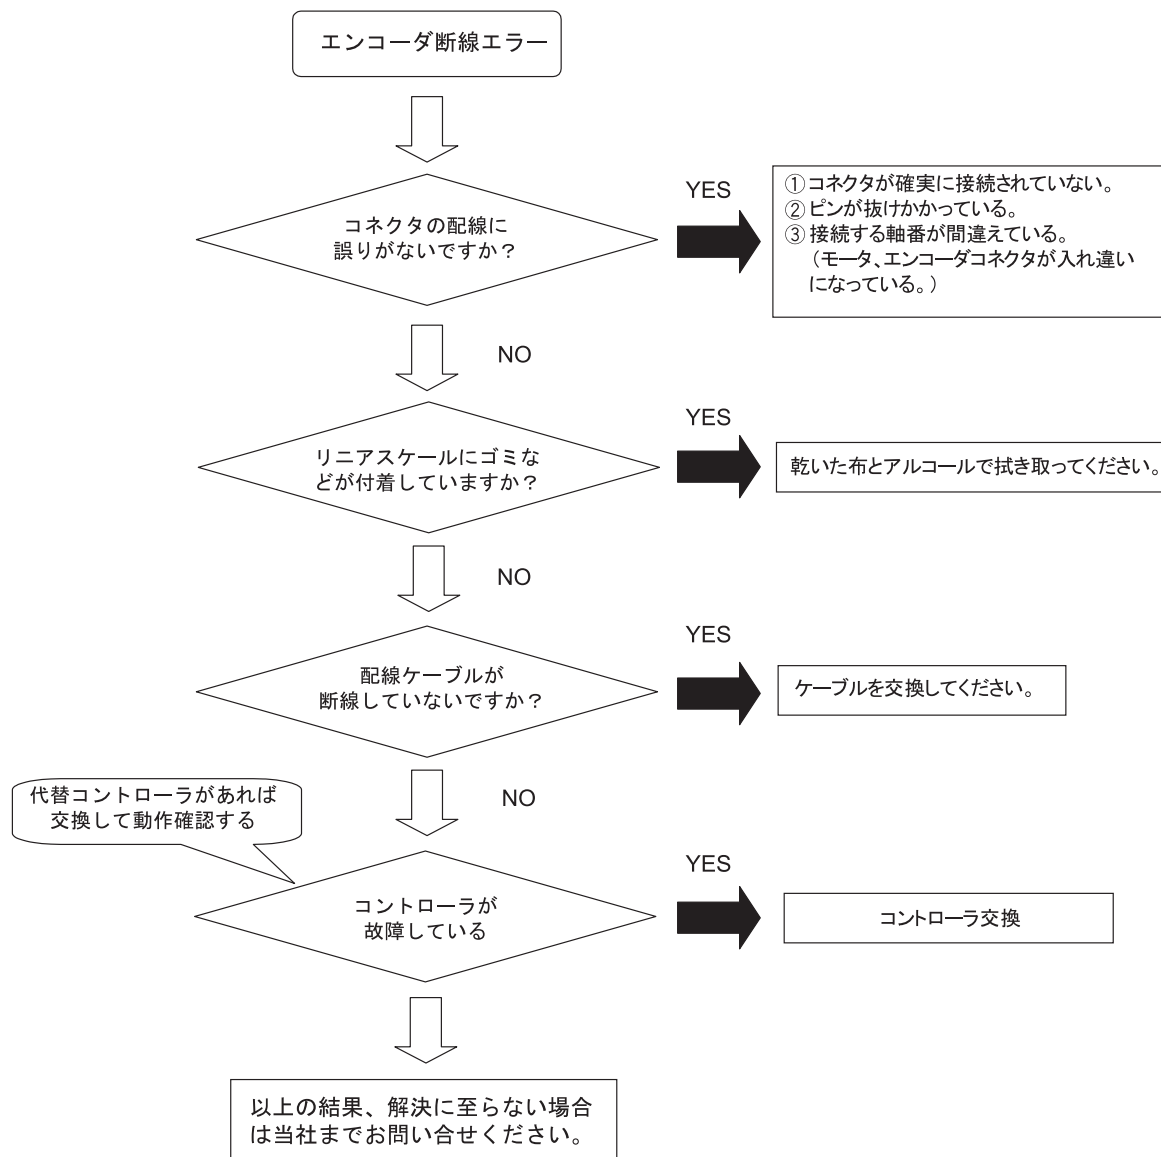 エンコーダ断線エラー
コネクタの配線に
誤りがないですか？
YES
①コネクタが確実に接続されていない。
②ピンが抜けかかっている。
③接続する軸番が間違えている。
（モータ、エンコーダコネクタが入れ違い
になっている。）
NO
リニアスケールにゴミな
どが付着していますか？
YES
乾いた布とアルコールで拭き取ってください。
NO
配線ケーブルが
断線していないですか？
YES
ケーブルを交換してください。
NO
代替コントローラがあれば
交換して動作確認する
コントローラが
故障している
YES
コントローラ交換
以上の結果、解決に至らない場合
は当社までお問い合せください。